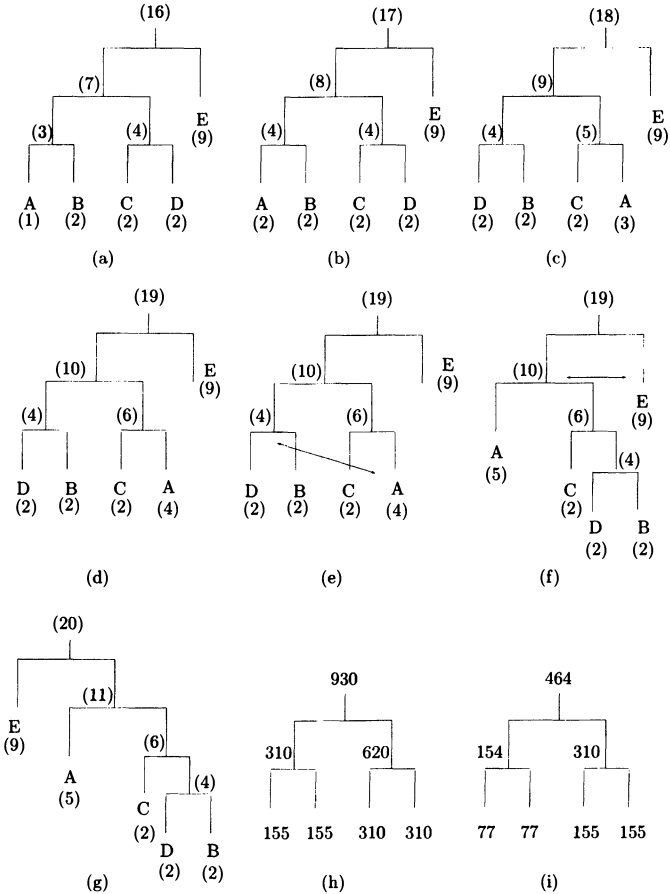 (16)
(7)
E
(9)
(3) (4)
A B C D
(1) (2) (2) (2)
(a)
(17)
(8)
E
(9)
(4) (4)
A B C D
(2) (2) (2) (2)
(b)
(18)
(9)
E
(9)
(4) (5)
D B C A
(2) (2) (2) (3)
(c)
(19)
(10)
E
(9)
(4) (6)
D B C A
(2) (2) (2) (4)
(d)
(19)
(10)
E
(9)
(4) (6)
D B C A
(2) (2) (2) (4)
(e)
(19)
(10)
E
(9)
(6)
A
(5)
(4)
C
(2)
D B
(2) (2)
(f)
(20)
(11)
E
(9)
(6)
A
(5)
(4)
C
(2)
D B
(2) (2)
(g)
930
310 620
155 155 310 310
(h)
464
154 310
77 77 155 155
(i)